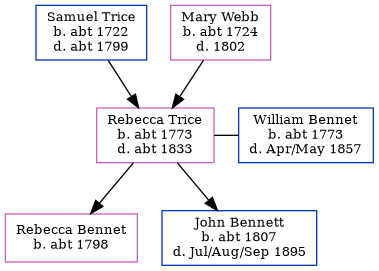 Samuel Trice
b. abt 1722
d. abt 1799
Mary Webb
b. abt 1724
d. 1802
Rebecca Trice
b. abt 1773
d. abt 1833
William Bennet
b. abt 1773
d. Apr/May 1857
Rebecca Bennet
b. abt 1798
John Bennett
b. abt 1807
d. Jul/Aug/Sep 1895